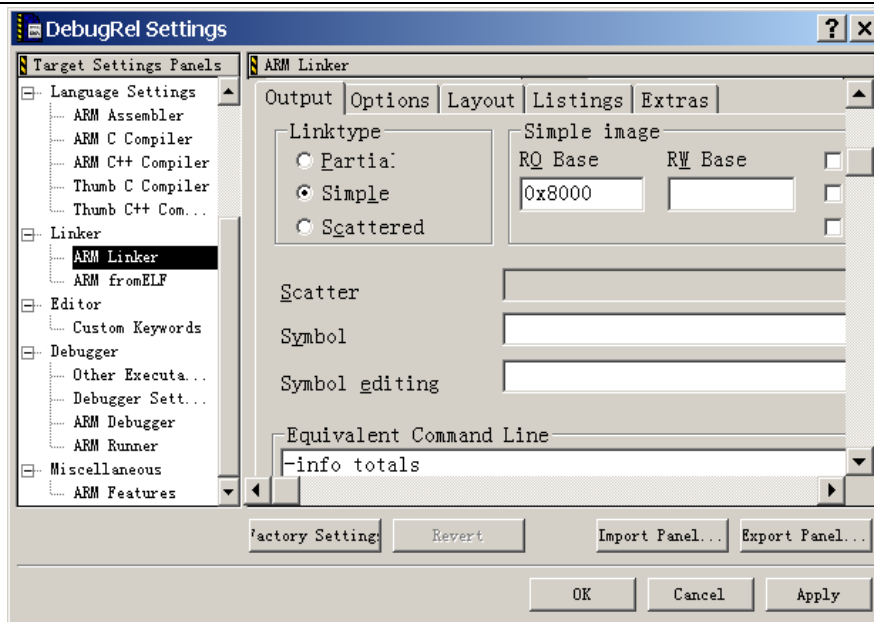 DebugRel Settings
Target Settings Panels
Language Settings
ARM Assembler
ARM C Compiler
ARM C++ Compiler
Thumb C Compiler
Thumb C++ Com...
Linker
ARM Linker
ARM fromELF
Editor
Custom Keywords
Debugger
Other Executa...
Debugger Sett...
ARM Debugger
ARM Runner
Miscellaneous
ARM Features
ARM Linker
Output Options Layout Listings Extras
Linktype
Partial
Simple
Scattered
Simple image
RO Base RW Base
0x8000
Scatter
Symbol
Symbol editing
Equivalent Command Line
-info totals
Factory Settings Revert Import Panel... Export Panel...
OK Cancel Apply